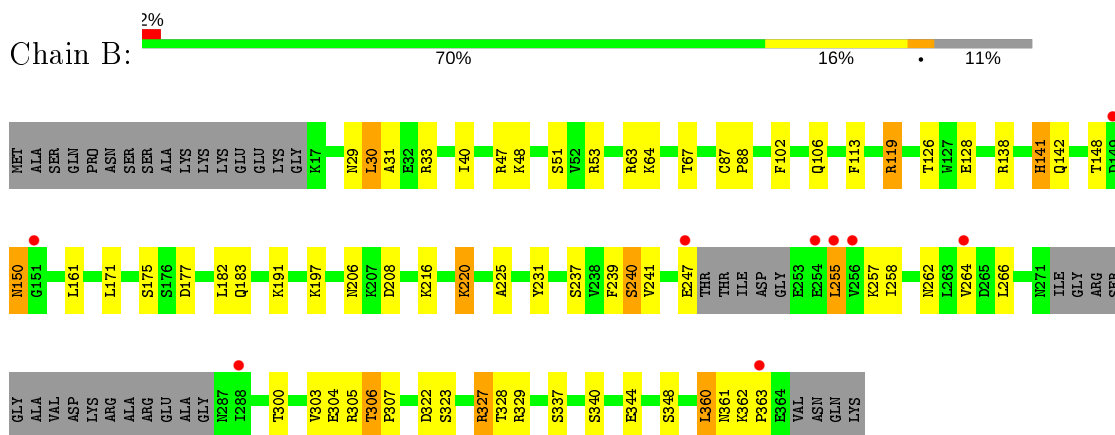 2%
Chain B:
70% 16% • 11%
MET ALA SER GLN PRO ASN SER SER ALA LYS LYS LYS GLU GLU LYS GLY K17 N29 L30 A31 E32 R33 I40 R47 K48 S51 V52 R53 R63 K64 T67 C87 P88 F102 Q106 F113 R119 T126 W127 E128 R138 H141 Q142 T148 D149
N150 G151 L161 L171 S175 S176 D177 L182 Q183 K191 K197 N206 K207 D208 K216 K220 A225 Y231 S237 V238 F239 S240 V241 E247 THR THR ILE ASP GLY E253 E254 L255 V256 K257 I258 N262 L263 V264 D265 L266 N271 ILE GLY ARG SER
GLY ALA VAL ASP LYS ARG ALA ARG GLU ALA GLY N287 I288 T300 V303 E304 R305 T306 P307 D322 S323 R327 T328 R329 S337 S340 E344 S348 L360 N361 K362 P363 E364 VAL ASN GLN LYS